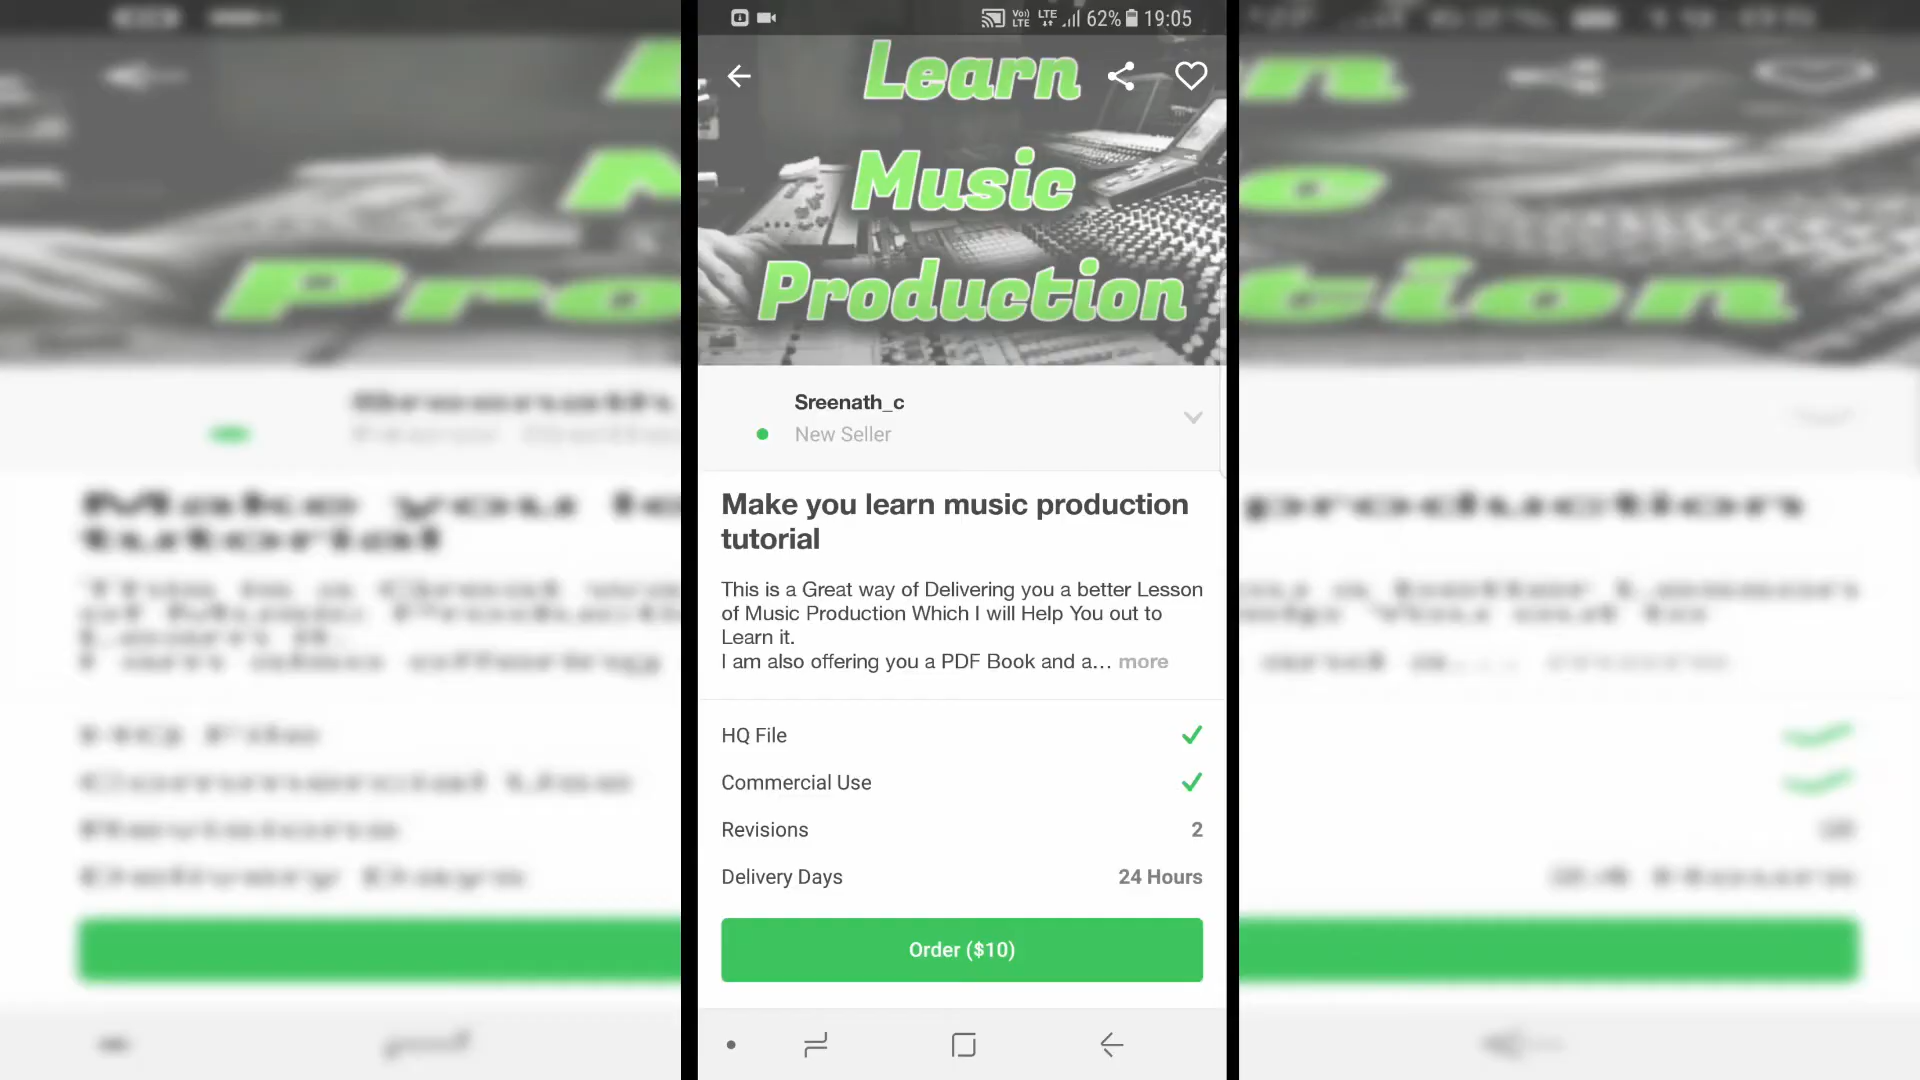 VoLTE LTE 62% 19:05
Learn
Music
Production
Sreenath_c
New Seller
Make you learn music production
tutorial
This is a Great way of Delivering you a better Lesson
of Music Production Which I will Help You out to
Learn it.
I am also offering you a PDF Book and a... more
HQ File
Commercial Use
Revisions 2
Delivery Days 24 Hours
Order ($10)